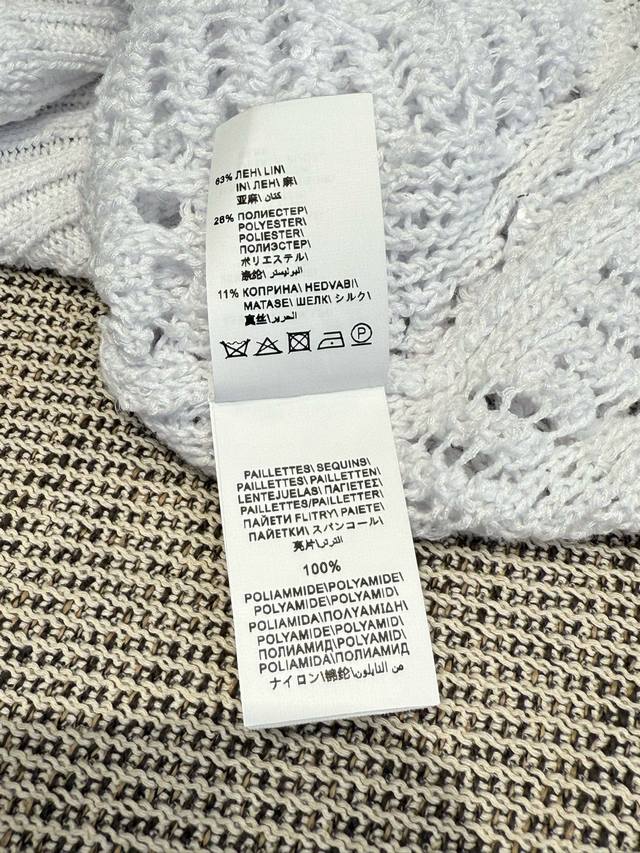 63% ЛЕН\ LIN\
IN\ ЛЕН\ 麻\
亚麻\ كتان
26% ПОЛИЕСТЕР\
POLYESTER\
POLIESTER\
ПОЛИЭСТЕР\
ポリエステル\
涤纶\ البوليستر
11% КОПРИНА\ HEDVABI\
MATASE\ ШЕЛК\ シルク\
真丝\ الحرير
PAILLETTES\ SEQUINS\
PAILLETTES\ PAILLETTEN\
LENTEJUELAS\ ΠΑΓΙΕΤΕΣ\
PAILLETTES/PAILLETTER\
ПАЙЕТИ FLITRY\ PAIETE\
ПАЙЕТКИ\ スパンコール\
亮片\ الترتر
100%
POLIAMMIDE\POLYAMIDE\
POLYAMIDE\POLYAMID\
POLIAMIDA\ΠΟΛΥΑΜΙΔΗ\
POLYAMIDE\POLYAMID\
ПОЛИАМИД\POLYAMID\
POLIAMIDA\ПОЛИАМИД
ナイロン\锦纶\ من النايلون